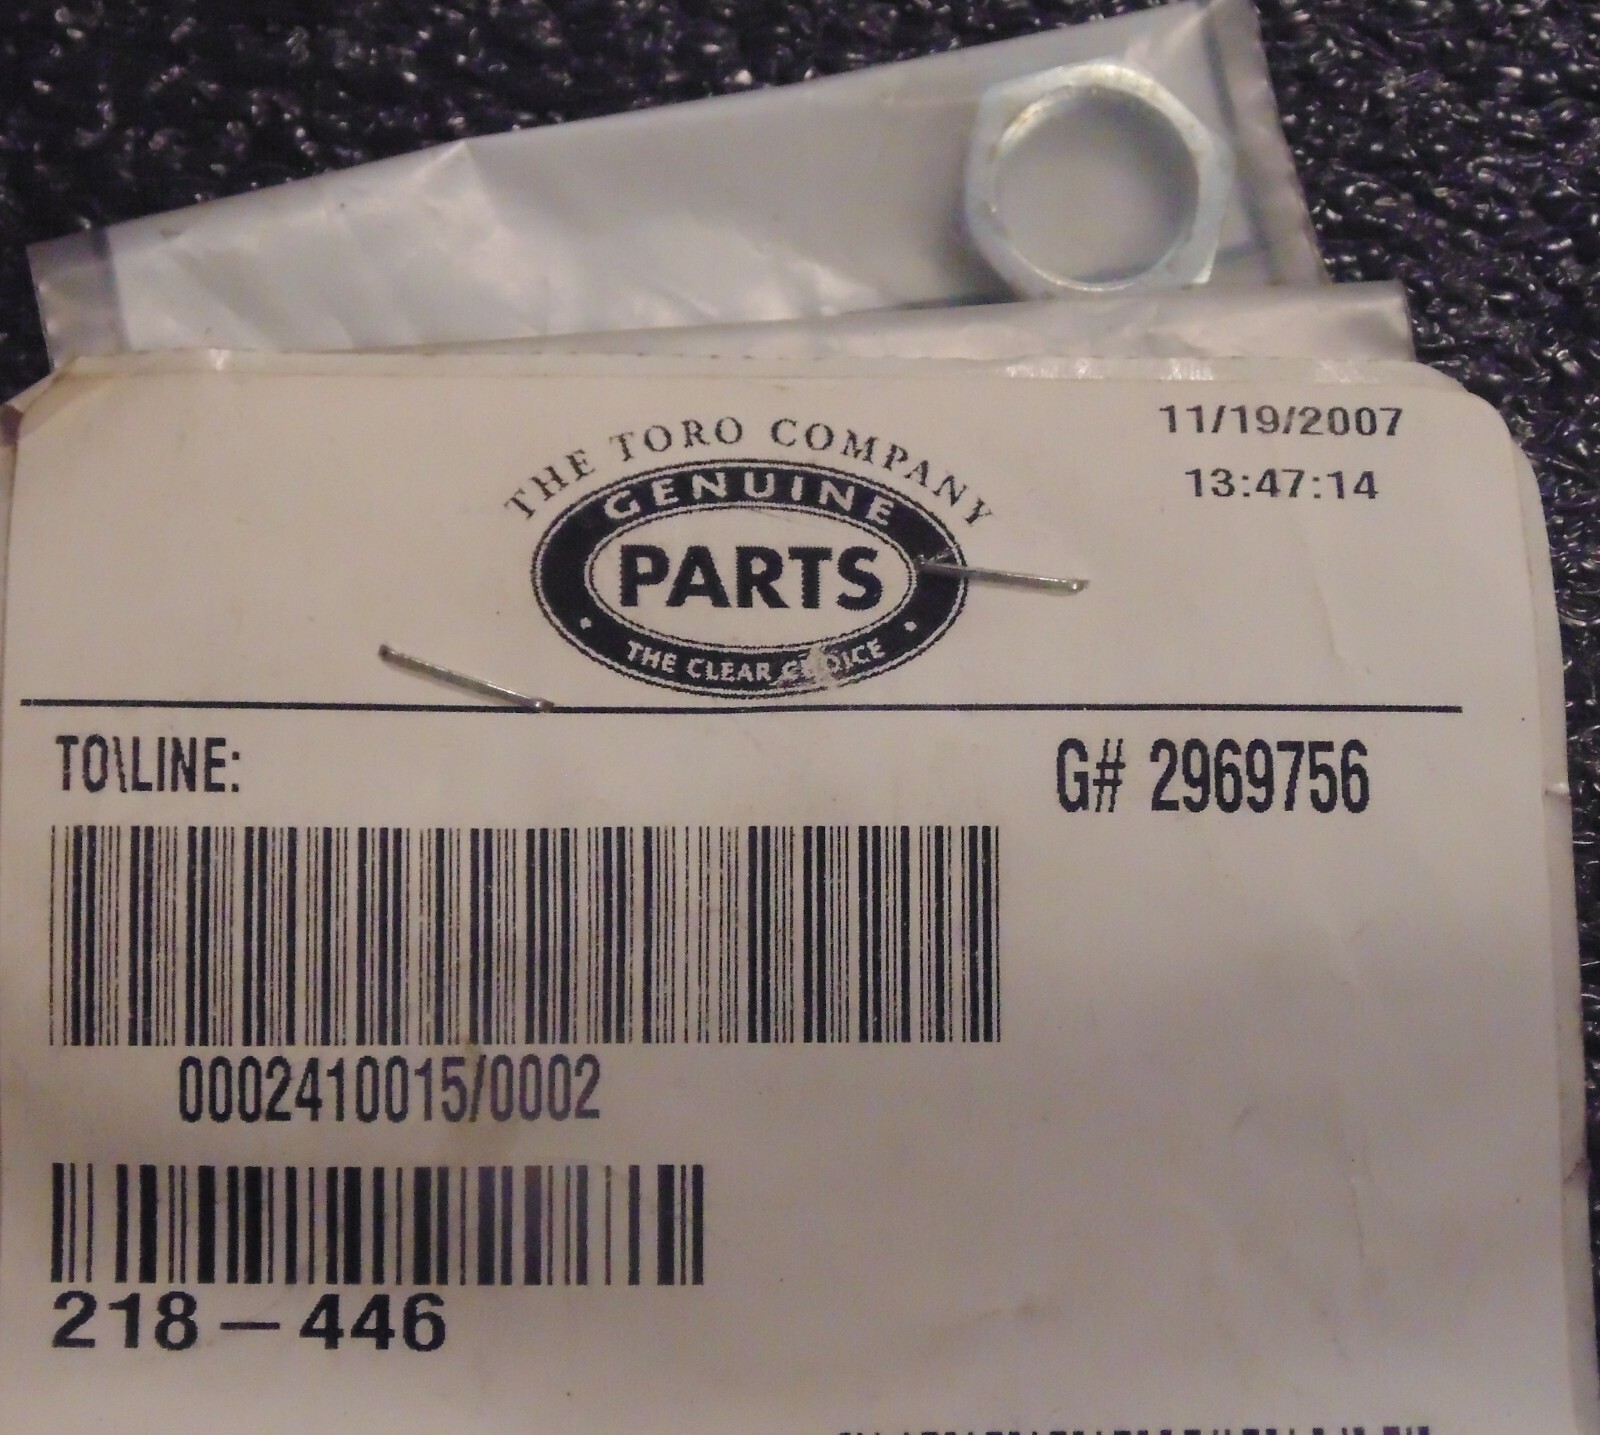 THE TORO COMPANY
GENUINE
PARTS
THE CLEAR CHOICE
11/19/2007
13:47:14
TO\LINE:
G# 2969756
0002410015/0002
218-446